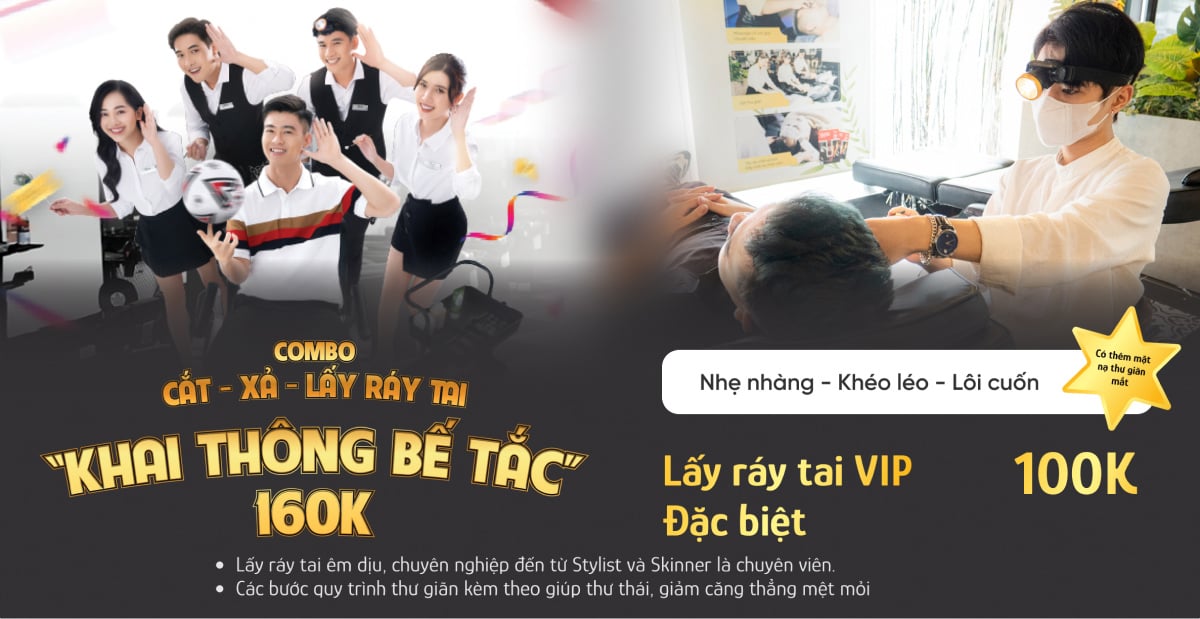 COMBO
CẮT - XẢ - LẤY RÁY TAI
"KHAI THÔNG BẾ TẮC"
160K
Nhẹ nhàng - Khéo léo - Lôi cuốn
Có thêm mặt
nạ thư giãn
mắt
Lấy ráy tai VIP
Đặc biệt
100K
• Lấy ráy tai êm dịu, chuyên nghiệp đến từ Stylist và Skinner là chuyên viên.
• Các bước quy trình thư giãn kèm theo giúp thư thái, giảm căng thẳng mệt mỏi